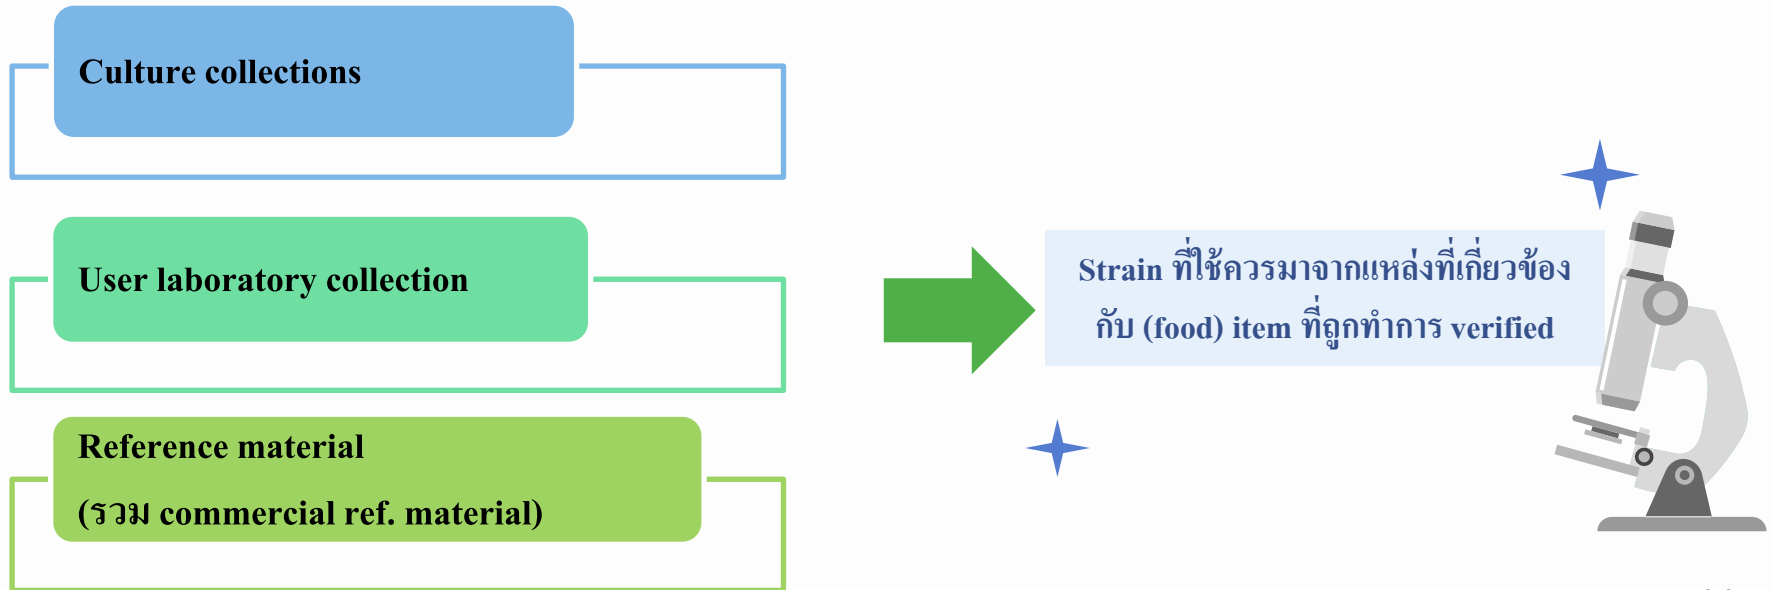 Culture collections
User laboratory collection
Reference material
(รวม commercial ref. material)
Strain ที่ใช้ควรมาจากแหล่งที่เกี่ยวข้อง
กับ (food) item ที่ถูกทำการ verified